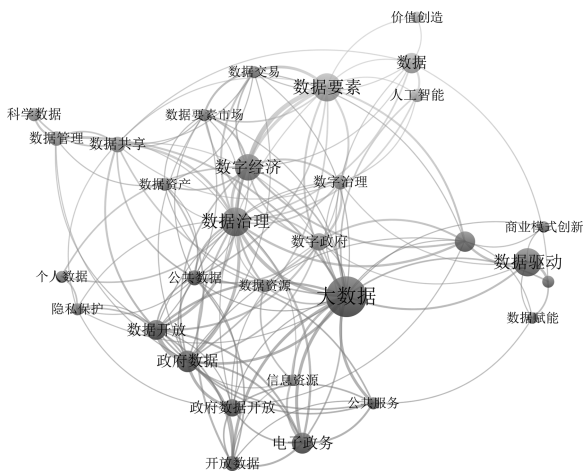 价值创造
数据
数据交易
数据要素
人工智能
科学数据
数据要素市场
数据管理
数据共享
数字经济
数据资产
数字治理
数据治理
商业模式创新
数字政府
数据驱动
个人数据
公共数据
数据资源
大数据
隐私保护
数据赋能
数据开放
政府数据
信息资源
政府数据开放
公共服务
电子政务
开放数据